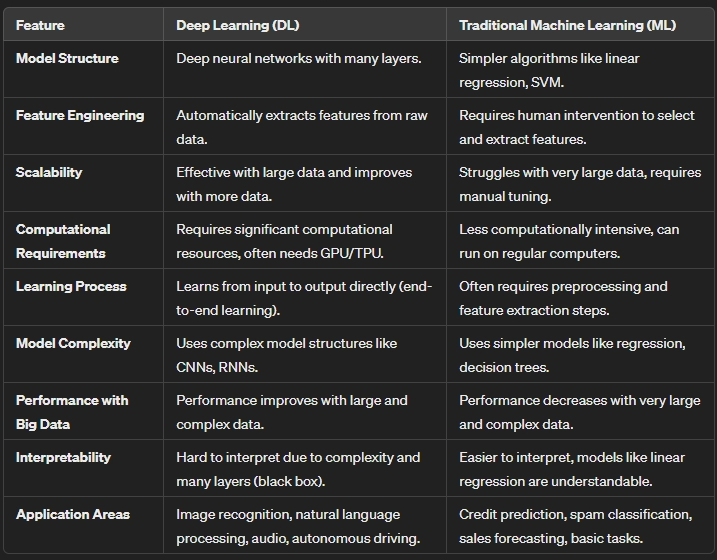 Feature Deep Learning (DL) Traditional Machine Learning (ML)
Model Structure Deep neural networks with many layers. Simpler algorithms like linear
regression, SVM.
Feature Engineering Automatically extracts features from raw
data.
Requires human intervention to select
and extract features.
Scalability Effective with large data and improves
with more data.
Struggles with very large data, requires
manual tuning.
Computational
Requirements
Requires significant computational
resources, often needs GPU/TPU.
Less computationally intensive, can
run on regular computers.
Learning Process Learns from input to output directly (end-
to-end learning).
Often requires preprocessing and
feature extraction steps.
Model Complexity Uses complex model structures like
CNNs, RNNs.
Uses simpler models like regression,
decision trees.
Performance with
Big Data
Performance improves with large and
complex data.
Performance decreases with very large
and complex data.
Interpretability Hard to interpret due to complexity and
many layers (black box).
Easier to interpret, models like linear
regression are understandable.
Application Areas Image recognition, natural language
processing, audio, autonomous driving.
Credit prediction, spam classification,
sales forecasting, basic tasks.